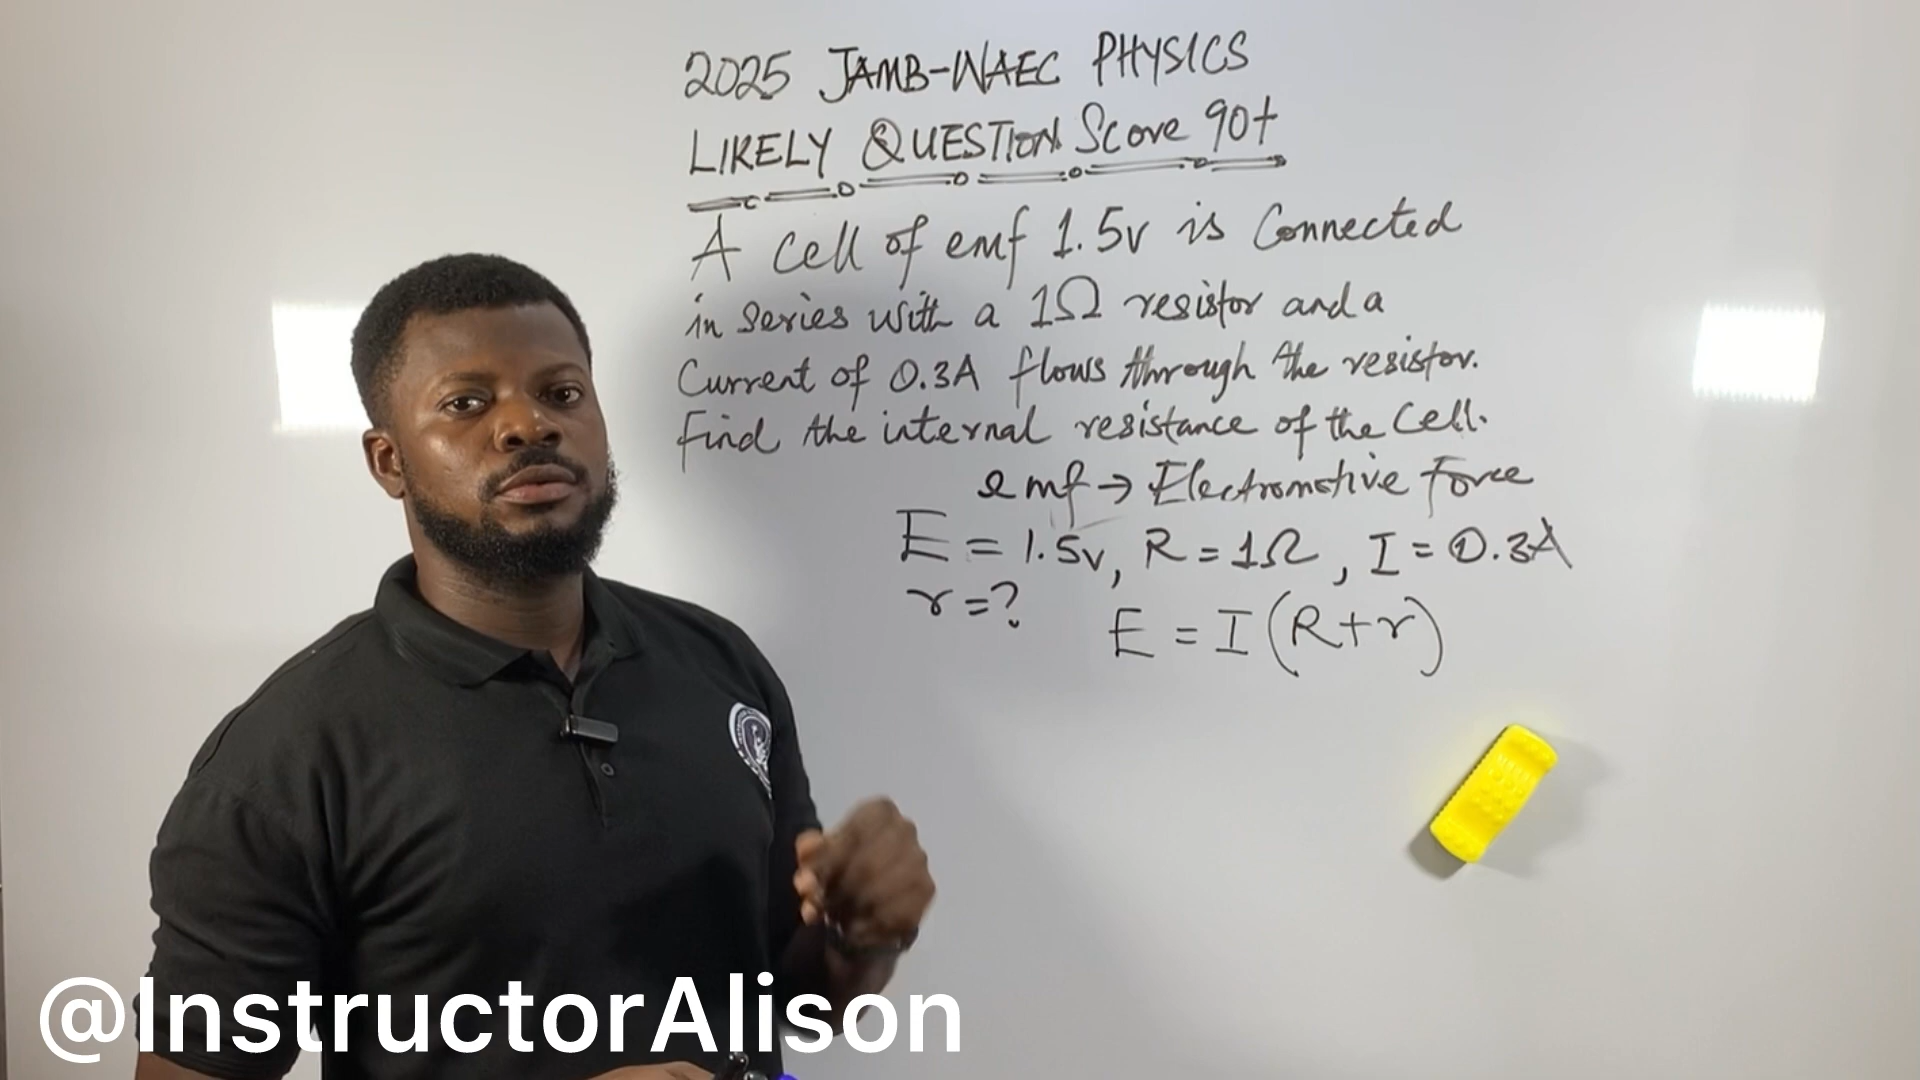 2025 JAMB-WAEC PHYSICS
LIKELY QUESTION Score 90+
A Cell of emf 1.5v is Connected
in series with a 1Ω resistor and a
Current of 0.3A flows through the resistor.
Find the internal resistance of the Cell.
emf → Electromotive Force
E = 1.5v, R = 1Ω, I = 0.3A
r = ?
E = I(R+r)
@InstructorAlison